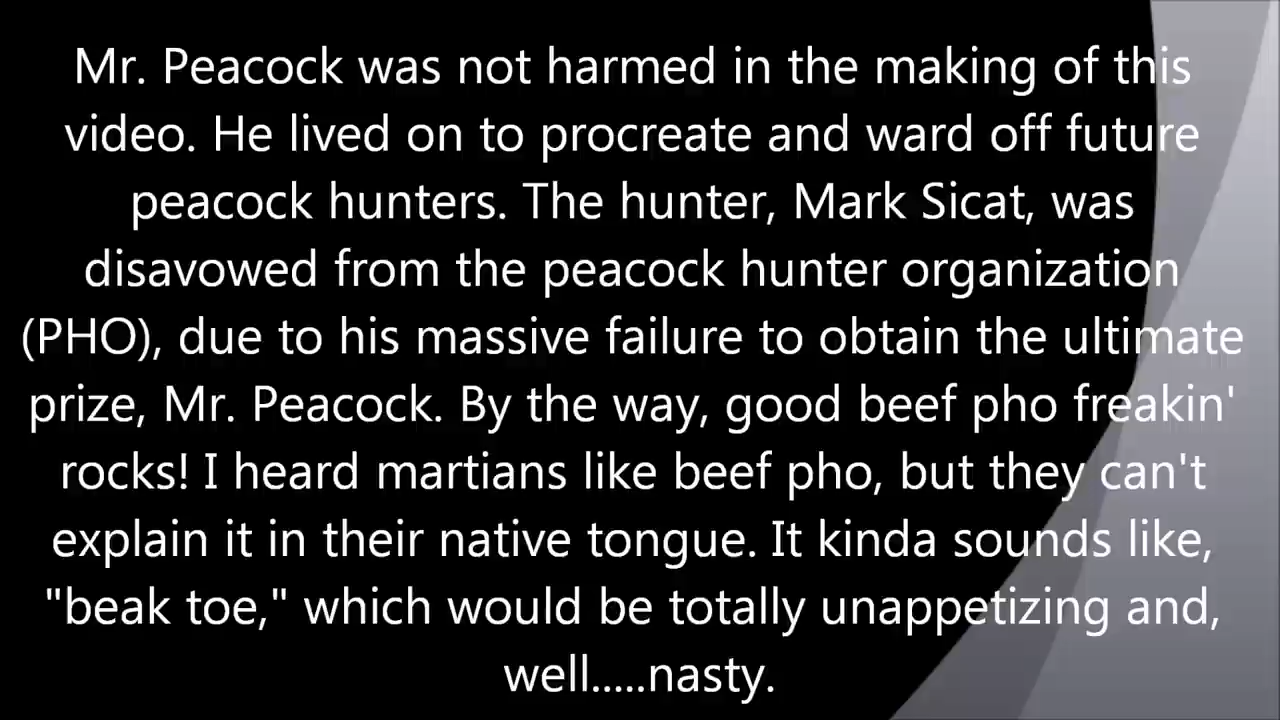 Mr. Peacock was not harmed in the making of this
video. He lived on to procreate and ward off future
peacock hunters. The hunter, Mark Sicat, was
disavowed from the peacock hunter organization
(PHO), due to his massive failure to obtain the ultimate
prize, Mr. Peacock. By the way, good beef pho freakin'
rocks! I heard martians like beef pho, but they can't
explain it in their native tongue. It kinda sounds like,
"beak toe," which would be totally unappetizing and,
well.....nasty.